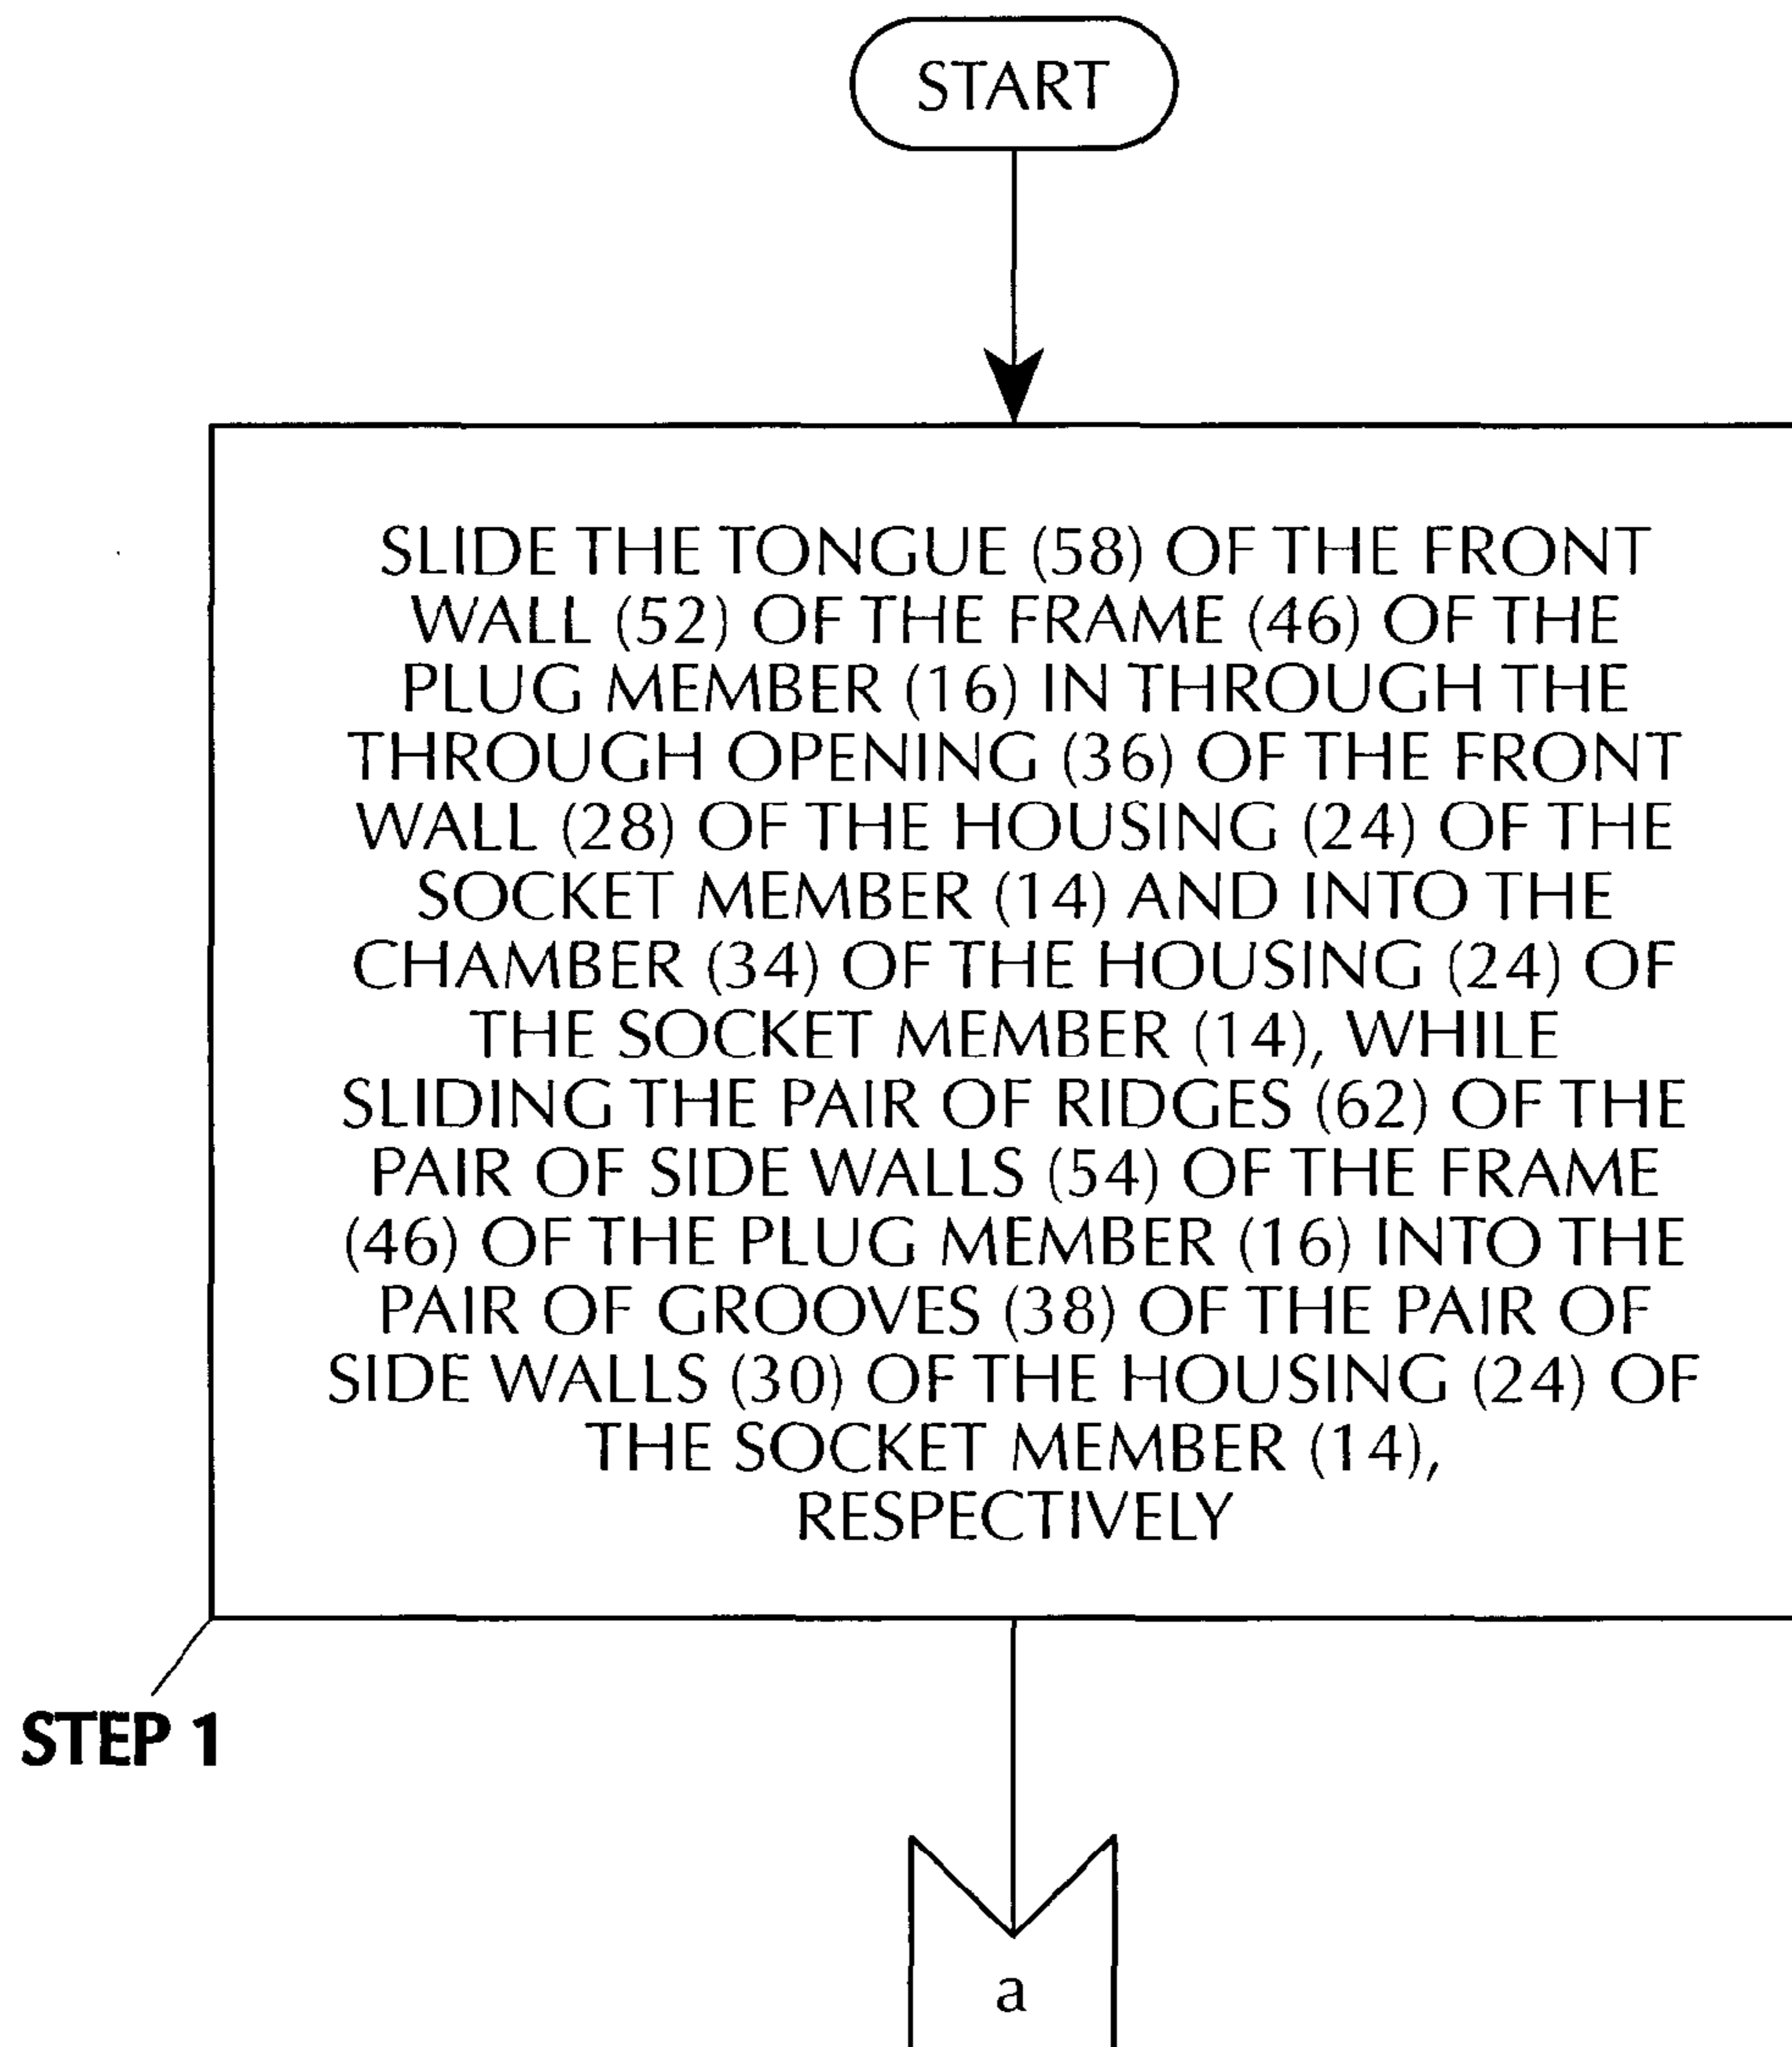 START
SLIDE THE TONGUE (58) OF THE FRONT
WALL (52) OF THE FRAME (46) OF THE
PLUG MEMBER (16) IN THROUGH THE
THROUGH OPENING (36) OF THE FRONT
WALL (28) OF THE HOUSING (24) OF THE
SOCKET MEMBER (14) AND INTO THE
CHAMBER (34) OF THE HOUSING (24) OF
THE SOCKET MEMBER (14), WHILE
SLIDING THE PAIR OF RIDGES (62) OF THE
PAIR OF SIDE WALLS (54) OF THE FRAME
(46) OF THE PLUG MEMBER (16) INTO THE
PAIR OF GROOVES (38) OF THE PAIR OF
SIDE WALLS (30) OF THE HOUSING (24) OF
THE SOCKET MEMBER (14),
RESPECTIVELY
STEP 1
a